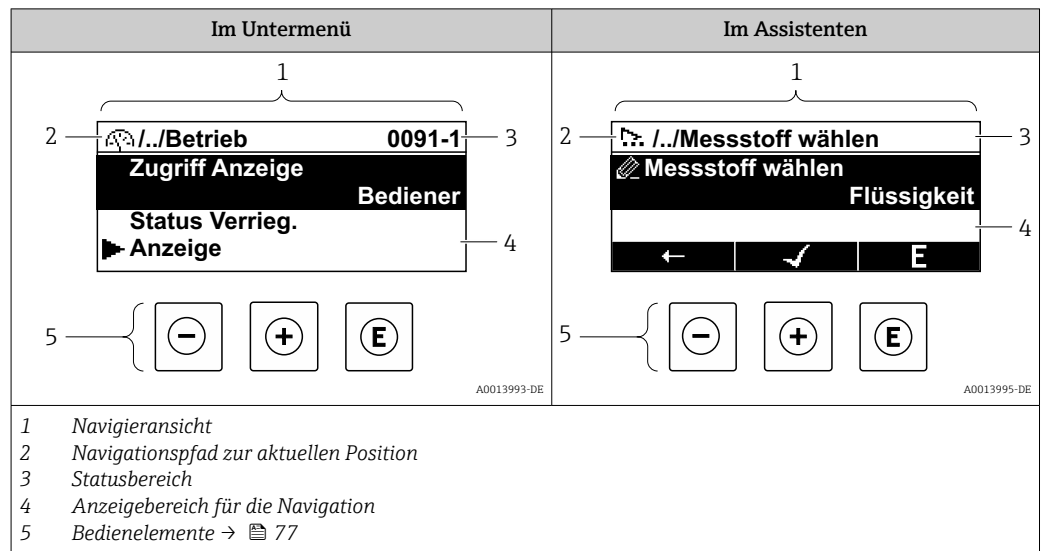 Im Untermenü
Im Assistenten
1
2
/../Betrieb 0091-1
3
Zugriff Anzeige
Bediener
Status Verrieg.
Anzeige
4
5
- + E
A0013993-DE
1
2
/../Messstoff wählen
3
Messstoff wählen
Flüssigkeit
4
← ✓ E
5
- + E
A0013995-DE
1 Navigieransicht
2 Navigationspfad zur aktuellen Position
3 Statusbereich
4 Anzeigebereich für die Navigation
5 Bedienelemente → 77